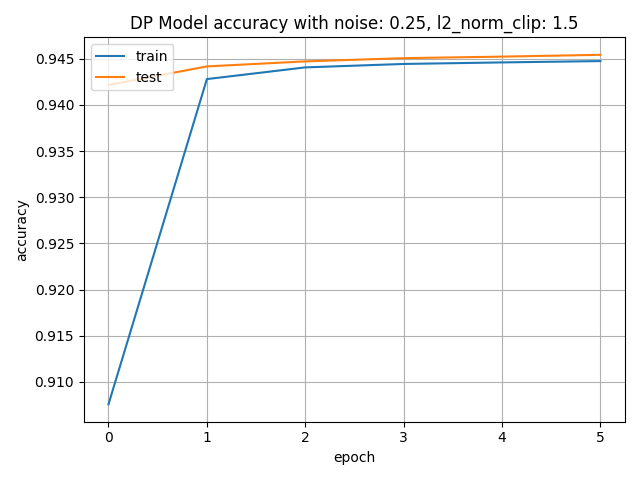 DP Model accuracy with noise: 0.25, l2_norm_clip: 1.5
train
test
0.945
0.940
0.935
0.930
0.925
0.920
0.915
0.910
accuracy
0 1 2 3 4 5
epoch